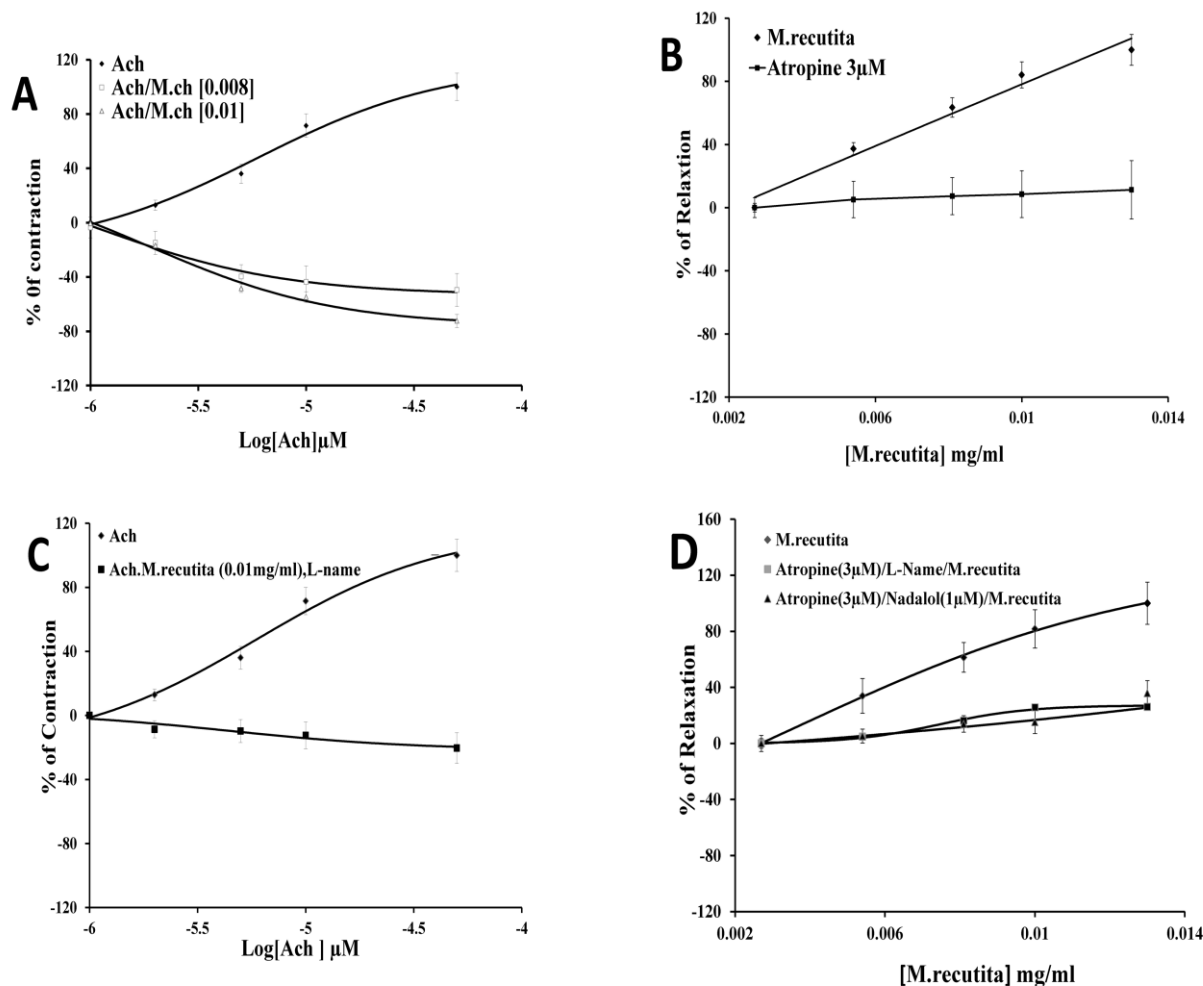 A
Ach
Ach/M.ch [0.008]
Ach/M.ch [0.01]
% 0f contraction
120
80
40
0
-40
-80
-120
-6
-5.5
-5
-4.5
-4
Log[Ach]µM
B
M.recutita
Atropine 3µM
% of Relaxtion
120
80
40
0
-40
-80
-120
0.002
0.006
0.01
0.014
[M.recutita] mg/ml
C
Ach
Ach.M.recutita (0.01mg/ml),L-name
% of Contraction
120
80
40
0
-40
-80
-120
-6
-5.5
-5
-4.5
-4
Log[Ach ] µM
D
M.recutita
Atropine(3µM)/L-Name/M.recutita
Atropine(3µM)/Nadalol(1µM)/M.recutita
% of Relaxation
160
120
80
40
0
-40
-80
-120
0.002
0.006
0.01
0.014
[M.recutita] mg/ml